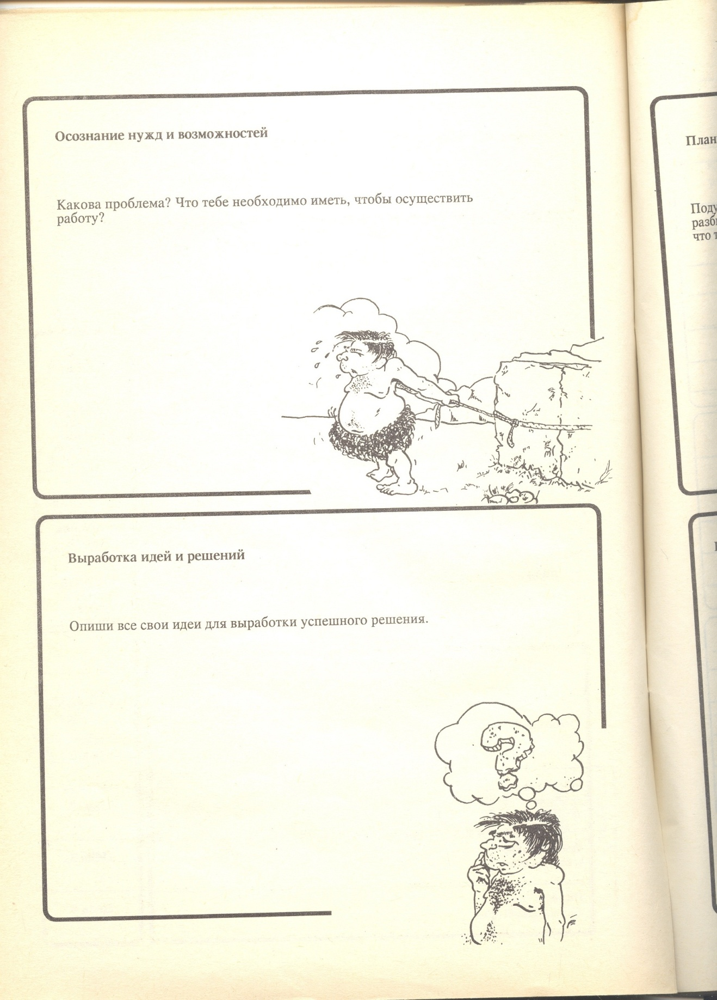 Осознание нужд и возможностей
Какова проблема? Что тебе необходимо иметь, чтобы осуществить
работу?
Выработка идей и решений
Опиши все свои идеи для выработки успешного решения.
План
Поду
разб
что т